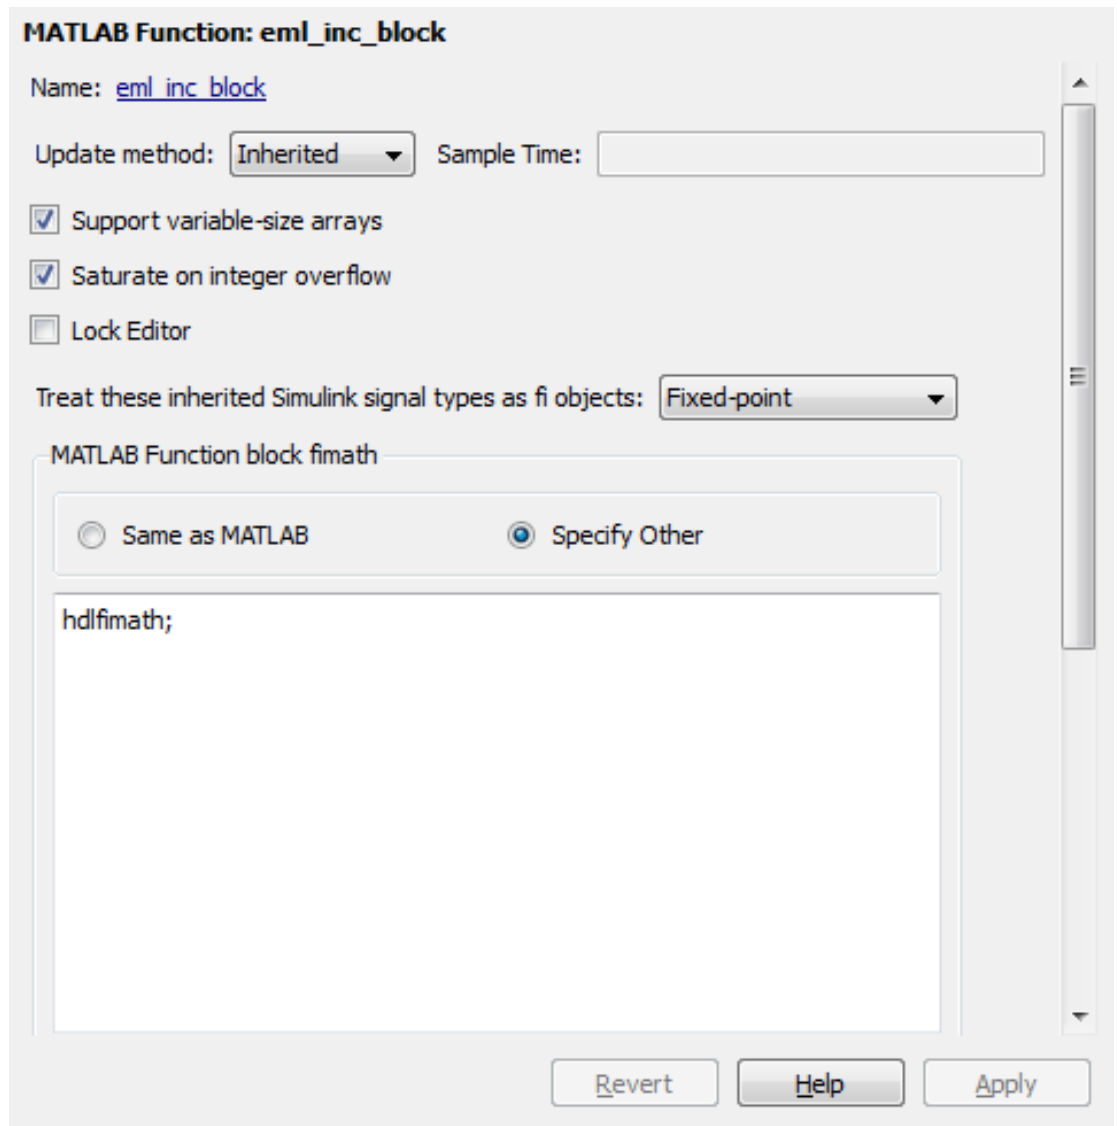 MATLAB Function: eml_inc_block
Name: eml_inc_block
Update method: Inherited Sample Time:
Support variable-size arrays
Saturate on integer overflow
Lock Editor
Treat these inherited Simulink signal types as fi objects: Fixed-point
MATLAB Function block fimath
Same as MATLAB Specify Other
hdlfimath;
Revert Help Apply